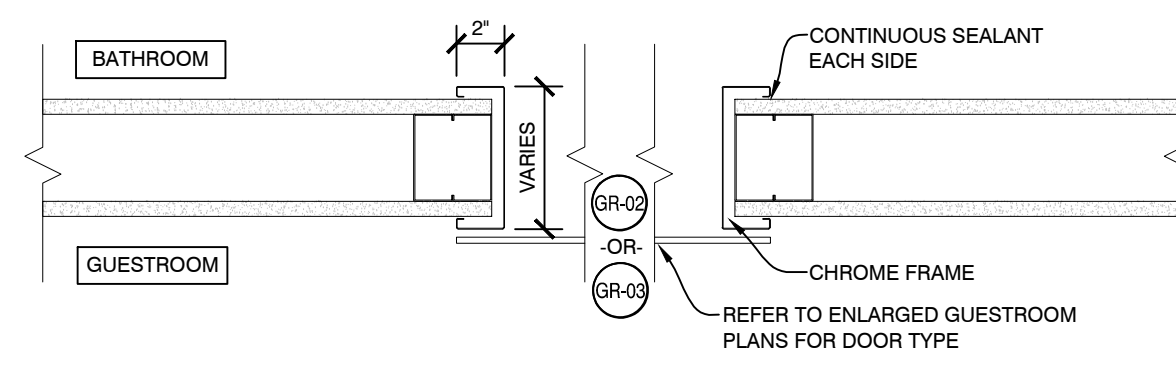 2"
BATHROOM
CONTINUOUS SEALANT
EACH SIDE
VARIES
GR-02
-OR-
GR-03
GUESTROOM
CHROME FRAME
REFER TO ENLARGED GUESTROOM
PLANS FOR DOOR TYPE